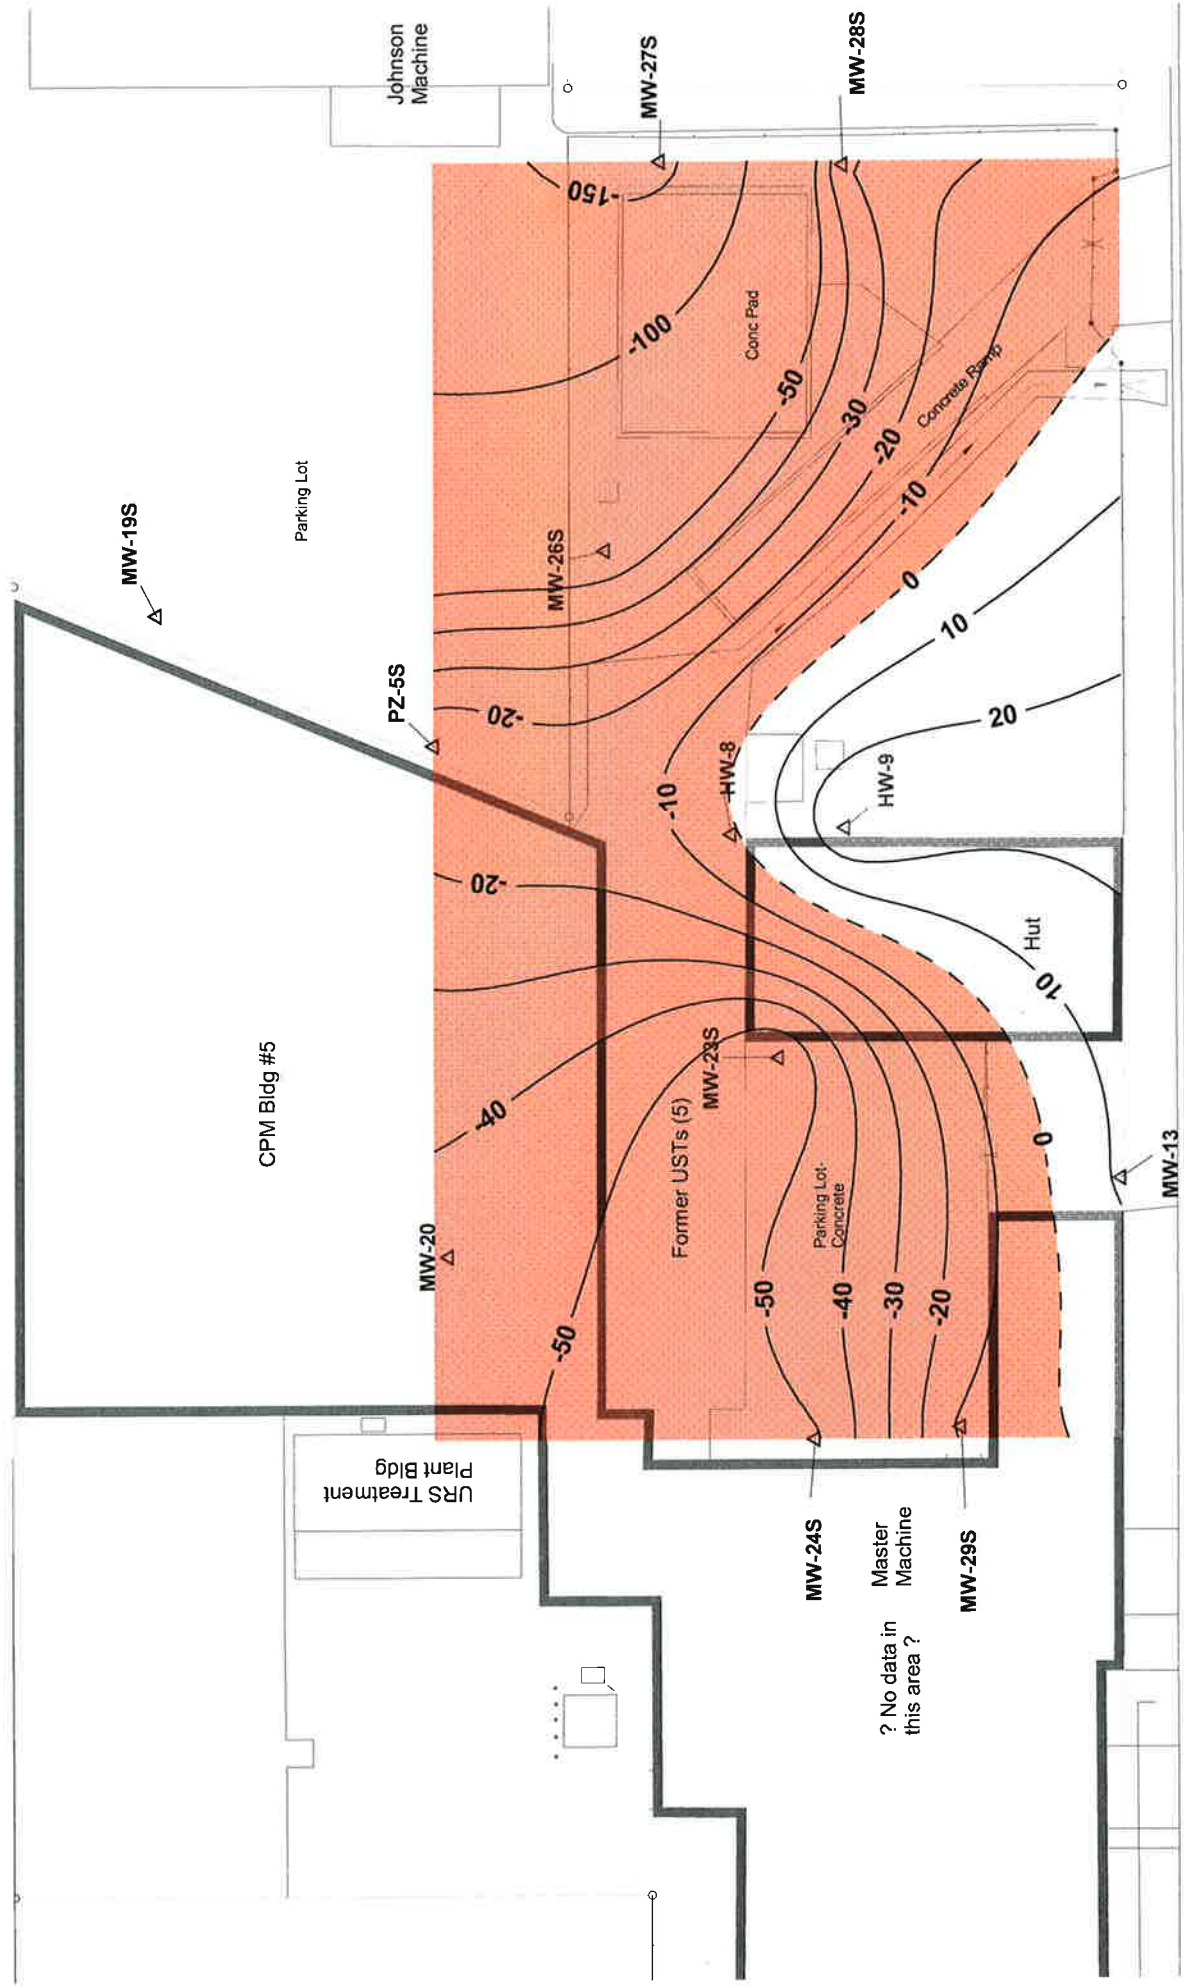 Johnson
Machine
MW-27S
MW-28S
-150
-100
Conc Pad
-50
-30
-20
-10
Concrete Ramp
MW-19S
Parking Lot
MW-26S
PZ-5S
-20
0
10
20
HW-8
HW-9
-10
-20
Hut
10
CPM Bldg #5
MW-23S
-40
Former USTs (5)
Parking Lot-
Concrete
0
MW-13
MW-20
-50
-50
-40
-30
-20
URS Treatment
Plant Bldg
MW-24S
Master
Machine
MW-29S
? No data in
this area ?